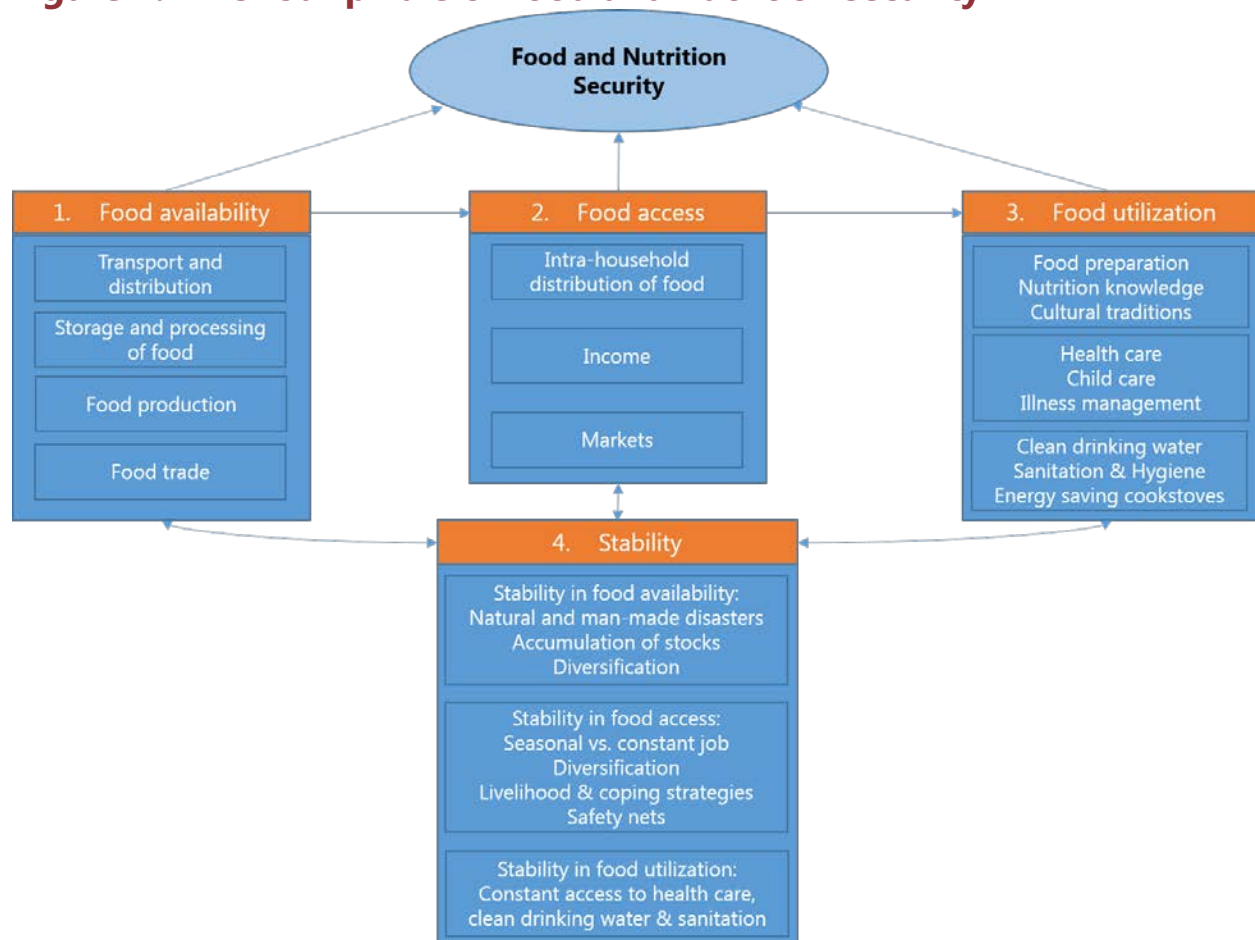 Food and Nutrition
Security
1. Food availability
Transport and
distribution
Storage and processing
of food
Food production
Food trade
2. Food access
Intra-household
distribution of food
Income
Markets
3. Food utilization
Food preparation
Nutrition knowledge
Cultural traditions
Health care
Child care
Illness management
Clean drinking water
Sanitation & Hygiene
Energy saving cookstoves
4. Stability
Stability in food availability:
Natural and man-made disasters
Accumulation of stocks
Diversification
Stability in food access:
Seasonal vs. constant job
Diversification
Livelihood & coping strategies
Safety nets
Stability in food utilization:
Constant access to health care,
clean drinking water & sanitation